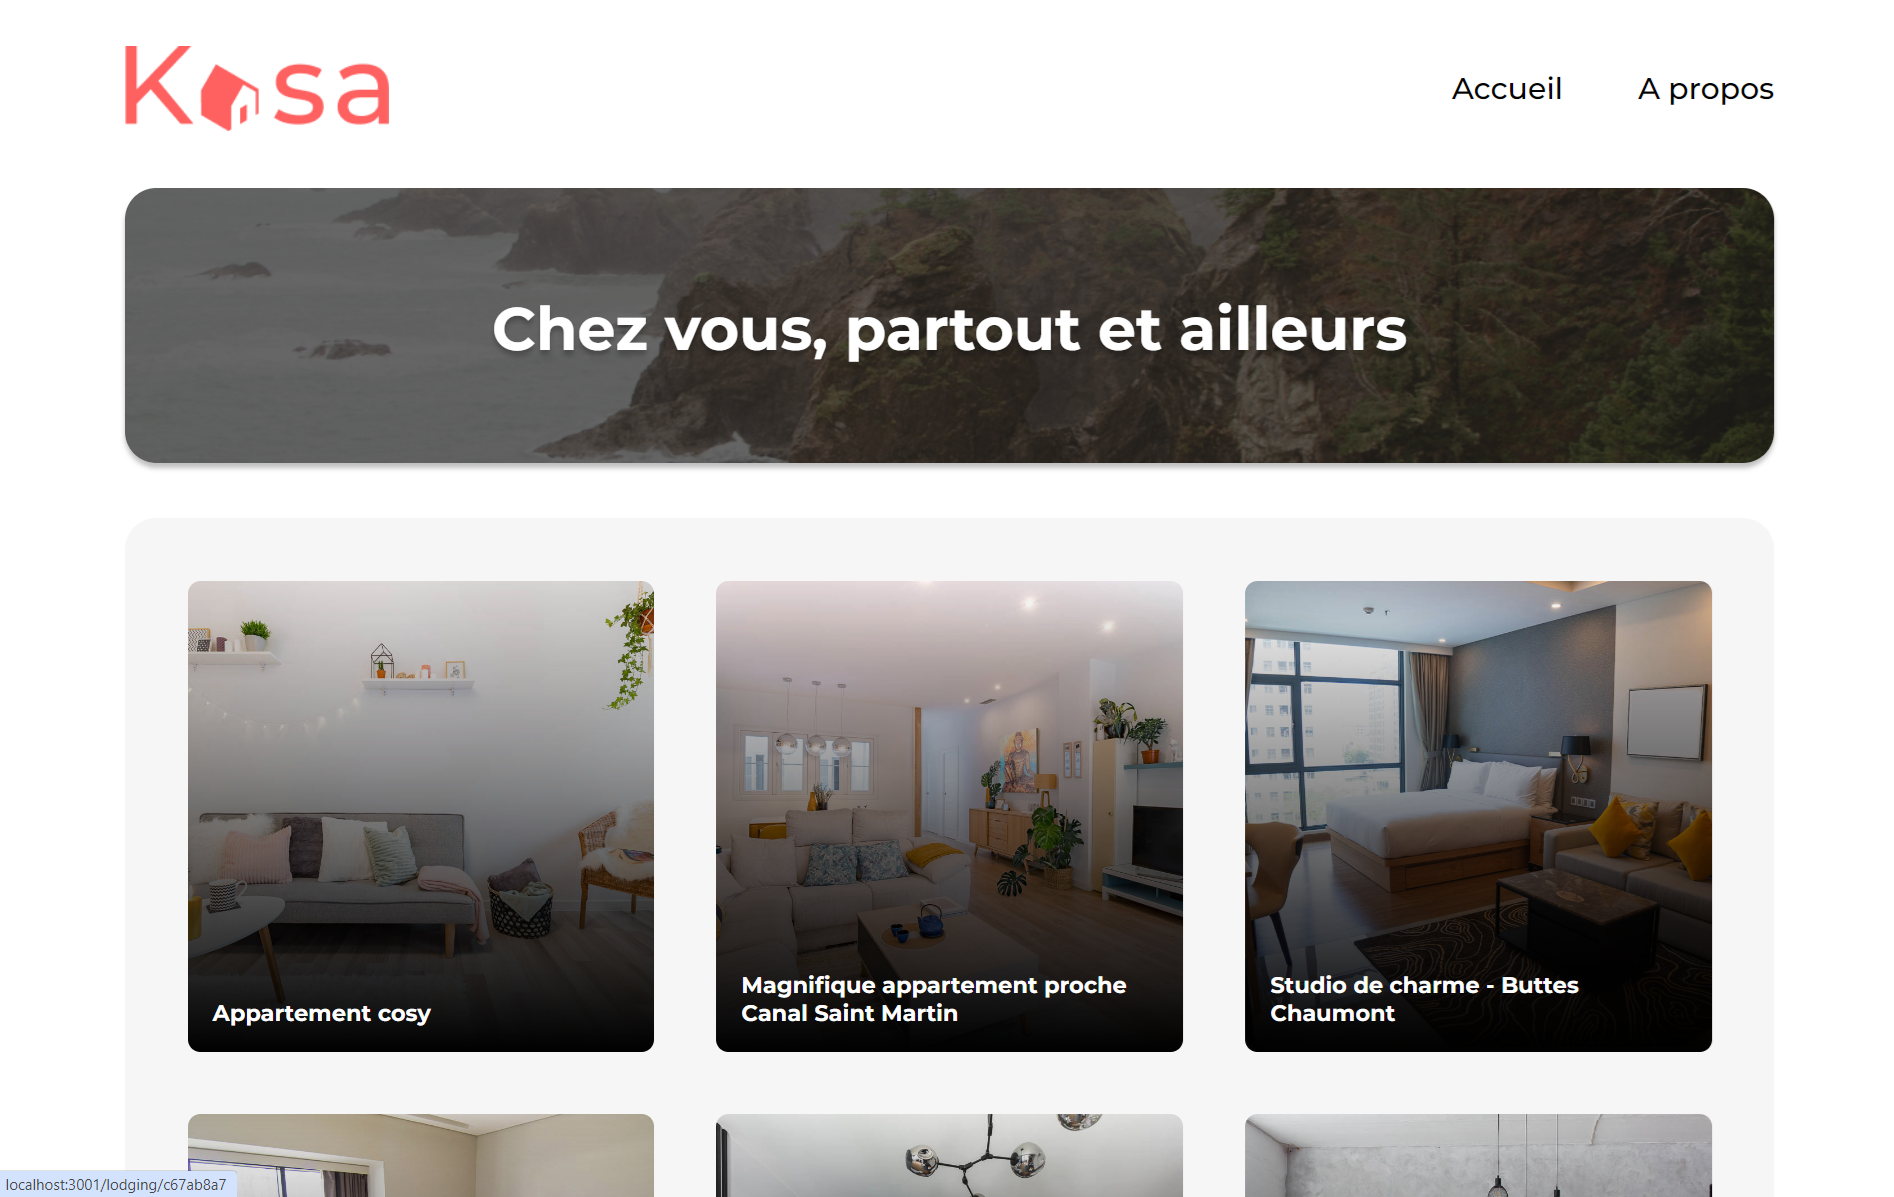 Kasa
Accueil
A propos
Chez vous, partout et ailleurs
Appartement cosy
Magnifique appartement proche
Canal Saint Martin
Studio de charme - Buttes
Chaumont
localhost:3001/lodging/c67ab8a7